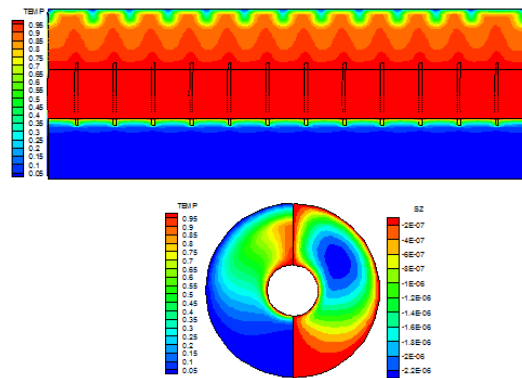 TEMP
0.95
0.9
0.85
0.8
0.75
0.7
0.65
0.6
0.55
0.5
0.45
0.4
0.35
0.3
0.25
0.2
0.15
0.1
0.05
TEMP
0.95
0.9
0.85
0.8
0.75
0.7
0.65
0.6
0.55
0.5
0.45
0.4
0.35
0.3
0.25
0.2
0.15
0.1
0.05
SZ
-2E-07
-4E-07
-6E-07
-8E-07
-1E-06
-1.2E-06
-1.4E-06
-1.6E-06
-1.8E-06
-2E-06
-2.2E-06